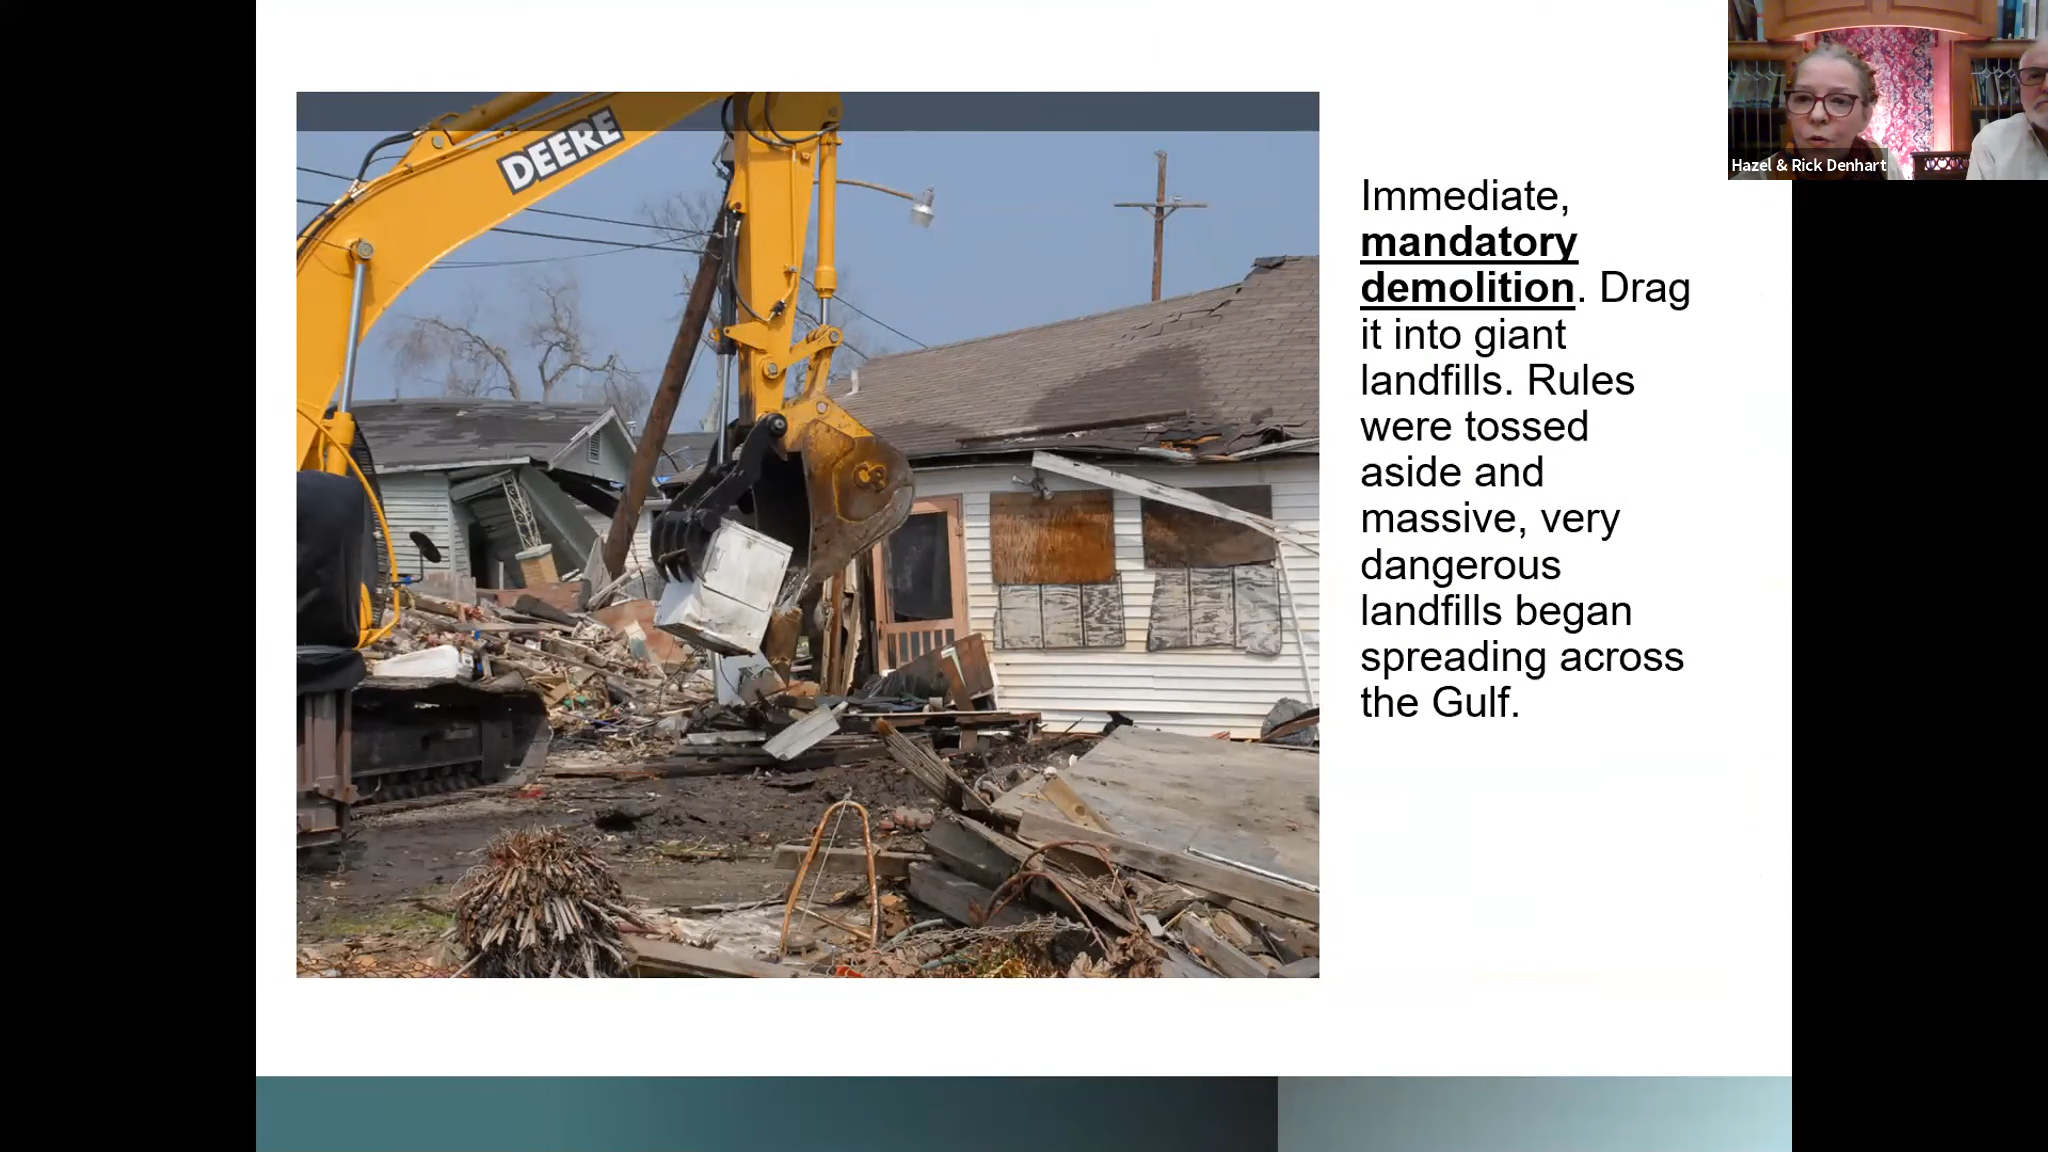 DEERE
Hazel & Rick Denhart
Immediate,
mandatory
demolition. Drag
it into giant
landfills. Rules
were tossed
aside and
massive, very
dangerous
landfills began
spreading across
the Gulf.